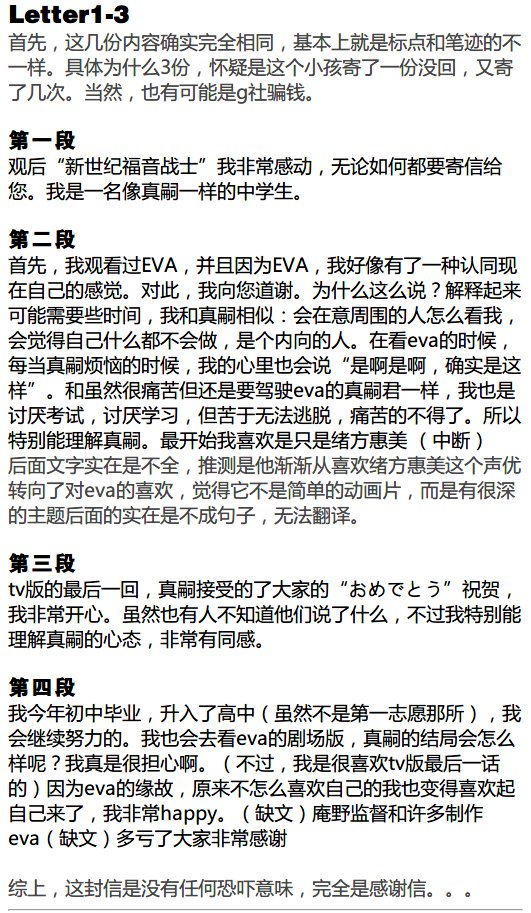 Letter1-3
首先，这几份内容确实完全相同，基本上就是标点和笔迹的不
一样。具体为什么3份，怀疑是这个小孩寄了一份没回，又寄
了几次。当然，也有可能是g社骗钱。
第一段
观后“新世纪福音战士”我非常感动，无论如何都要寄信给
您。我是一名像真嗣一样的中学生。
第二段
首先，我观看过EVA，并且因为EVA，我好像有了一种认同现
在自己的感觉。对此，我向您道谢。为什么这么说？解释起来
可能需要些时间，我和真嗣相似：会在意周围的人怎么看我，
会觉得自己什么都不会做，是个内向的人。在看eva的时候，
每当真嗣烦恼的时候，我的心里也会说“是啊是啊，确实是这
样”。和虽然很痛苦但还是要驾驶eva的真嗣君一样，我也是
讨厌考试，讨厌学习，但苦于无法逃脱，痛苦的不得了。所以
特别能理解真嗣。最开始我喜欢是只是绪方惠美（中断）
后面文字实在是不全，推测是他渐渐从喜欢绪方惠美这个声优
转向了对eva的喜欢，觉得它不是简单的动画片，而是有很深
的主题后面的实在是不成句子，无法翻译。
第三段
tv版的最后一回，真嗣接受的了大家的“おめでとう”祝贺，
我非常开心。虽然也有人不知道他们说了什么，不过我特别能
理解真嗣的心态，非常有同感。
第四段
我今年初中毕业，升入了高中（虽然不是第一志愿那所），我
会继续努力的。我也会去看eva的剧场版，真嗣的结局会怎么
样呢？我真是很担心啊。（不过，我是很喜欢tv版最后一话
的）因为eva的缘故，原来不怎么喜欢自己的我也变得喜欢起
自己来了，我非常happy。（缺文）庵野监督和许多制作
eva（缺文）多亏了大家非常感谢
综上，这封信是没有任何恐吓意味，完全是感谢信。。。